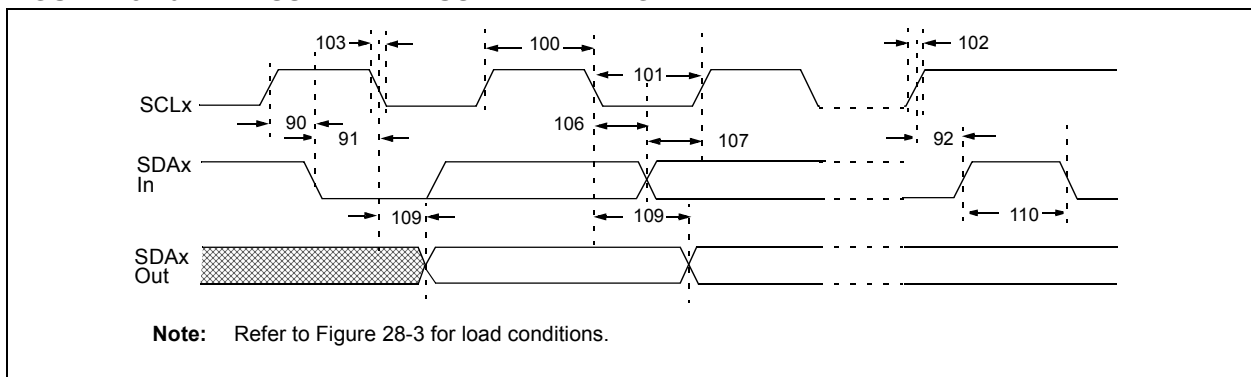 103
100
102
101
SCLx
90
91
106
107
92
SDAx
In
109
109
110
SDAx
Out
Note: Refer to Figure 28-3 for load conditions.